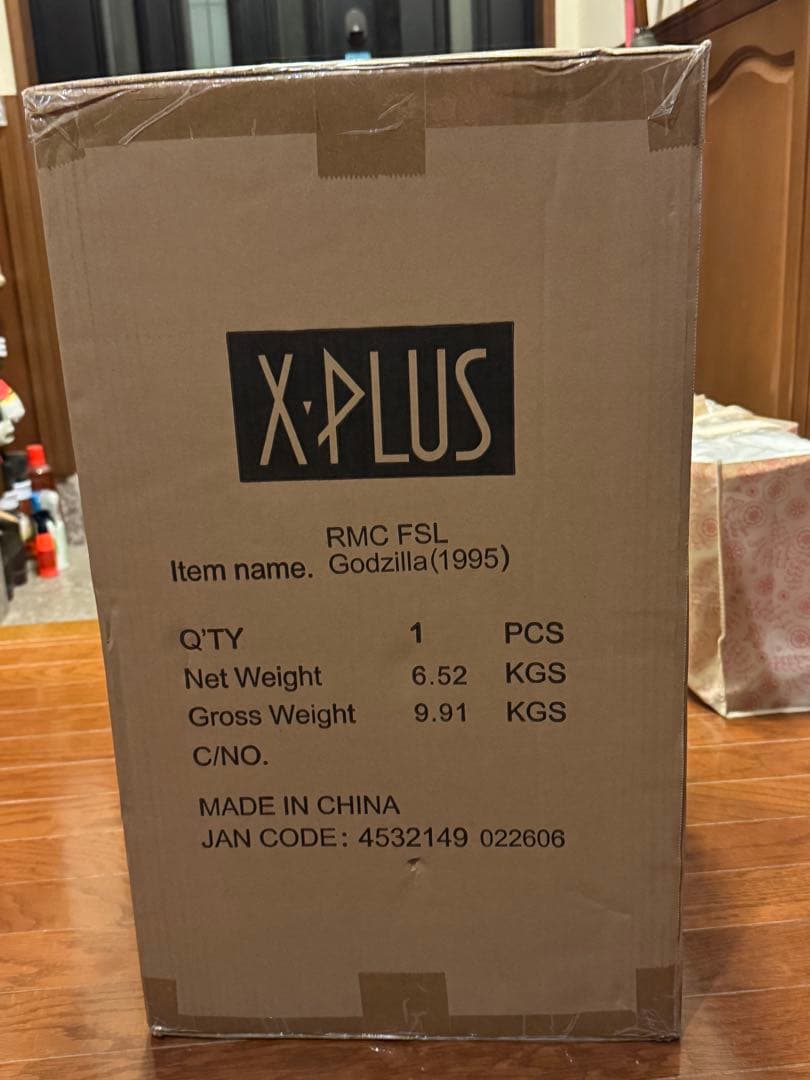 X·PLUS
RMC FSL
Item name. Godzilla(1995)
Q'TY 1 PCS
Net Weight 6.52 KGS
Gross Weight 9.91 KGS
C/NO.
MADE IN CHINA
JAN CODE: 4532149 022606